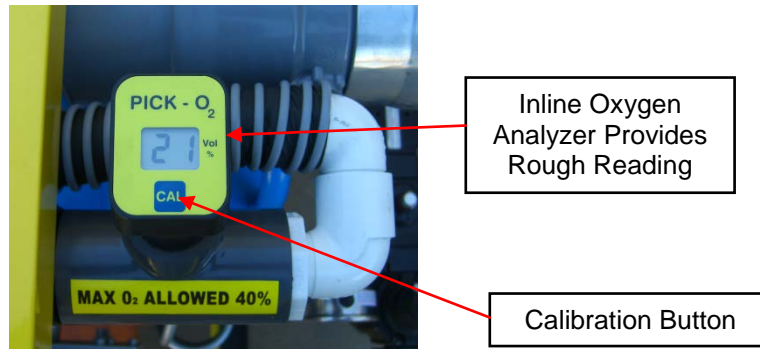 PICK - O₂
21 Vol %
CAL
MAX O₂ ALLOWED 40%
Inline Oxygen
Analyzer Provides
Rough Reading
Calibration Button